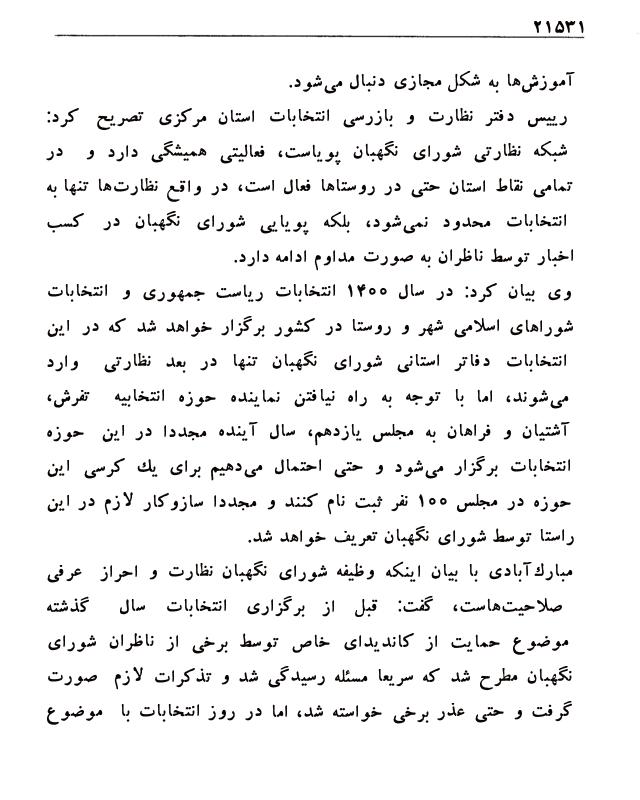 ۲۱۵۳۱
آموزش‌ها به شکل مجازی دنبال می‌شود.
رییس دفتر نظارت و بازرسی انتخابات استان مرکزی تصریح کرد:
شبکه نظارتی شورای نگهبان پویاست، فعالیتی همیشگی دارد و در
تمامی نقاط استان حتی در روستاها فعال است، در واقع نظارت‌ها تنها به
انتخابات محدود نمی‌شود، بلکه پویایی شورای نگهبان در کسب
اخبار توسط ناظران به صورت مداوم ادامه دارد.
وی بیان کرد: در سال ۱۴۰۰ انتخابات ریاست جمهوری و انتخابات
شوراهای اسلامی شهر و روستا در کشور برگزار خواهد شد که در این
انتخابات دفاتر استانی شورای نگهبان تنها در بعد نظارتی وارد
می‌شوند، اما با توجه به راه نیافتن نماینده حوزه انتخابیه تفرش،
آشتیان و فراهان به مجلس یازدهم، سال آینده مجددا در این حوزه
انتخابات برگزار می‌شود و حتی احتمال می‌دهیم برای یك کرسی این
حوزه در مجلس ۱۰۰ نفر ثبت نام کنند و مجددا سازوکار لازم در این
راستا توسط شورای نگهبان تعریف خواهد شد.
مبارك‌آبادی با بیان اینکه وظیفه شورای نگهبان نظارت و احراز عرفی
صلاحیت‌هاست، گفت: قبل از برگزاری انتخابات سال گذشته
موضوع حمایت از کاندیدای خاص توسط برخی از ناظران شورای
نگهبان مطرح شد که سریعا مسئله رسیدگی شد و تذکرات لازم صورت
گرفت و حتی عذر برخی خواسته شد، اما در روز انتخابات با موضوع